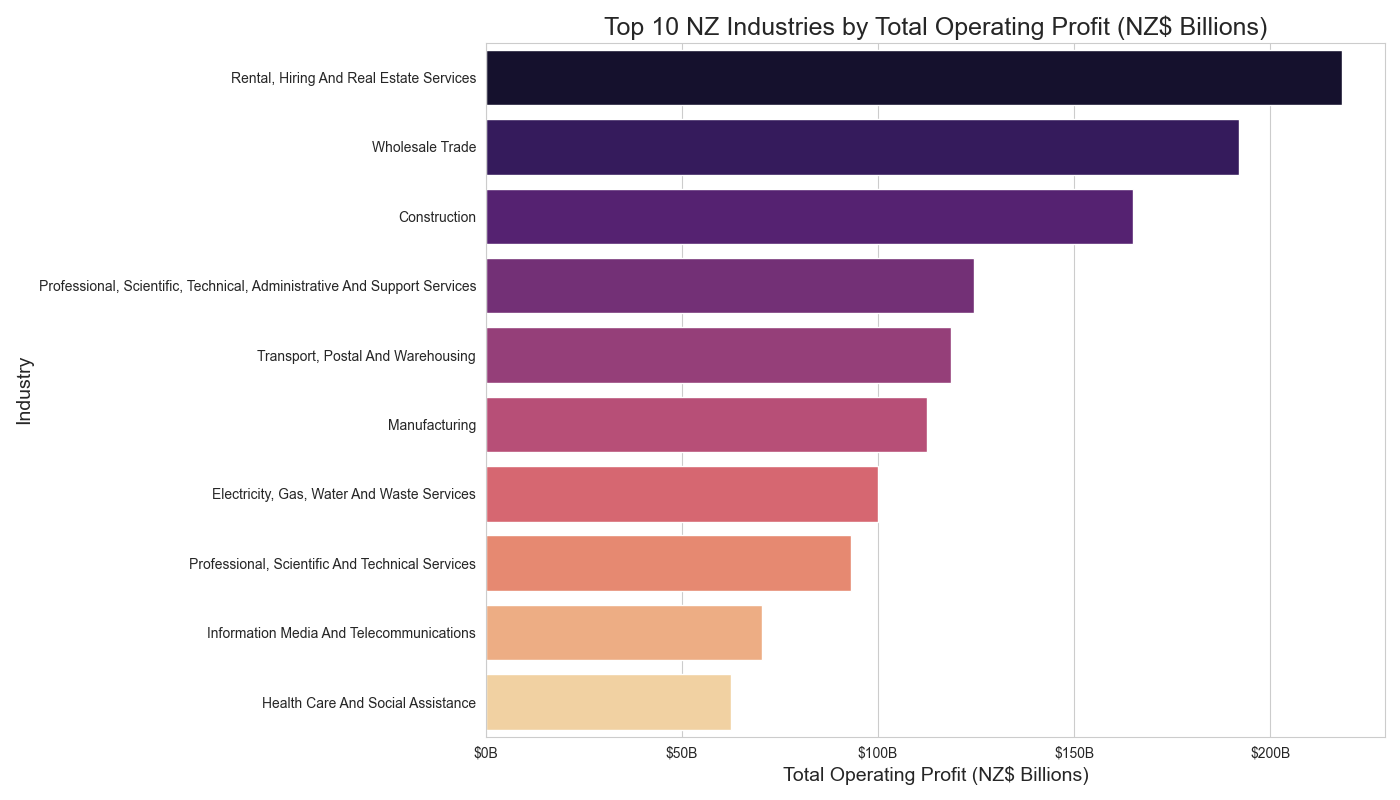 Top 10 NZ Industries by Total Operating Profit (NZ$ Billions)
Industry
Rental, Hiring And Real Estate Services
Wholesale Trade
Construction
Professional, Scientific, Technical, Administrative And Support Services
Transport, Postal And Warehousing
Manufacturing
Electricity, Gas, Water And Waste Services
Professional, Scientific And Technical Services
Information Media And Telecommunications
Health Care And Social Assistance
$0B $50B $100B $150B $200B
Total Operating Profit (NZ$ Billions)